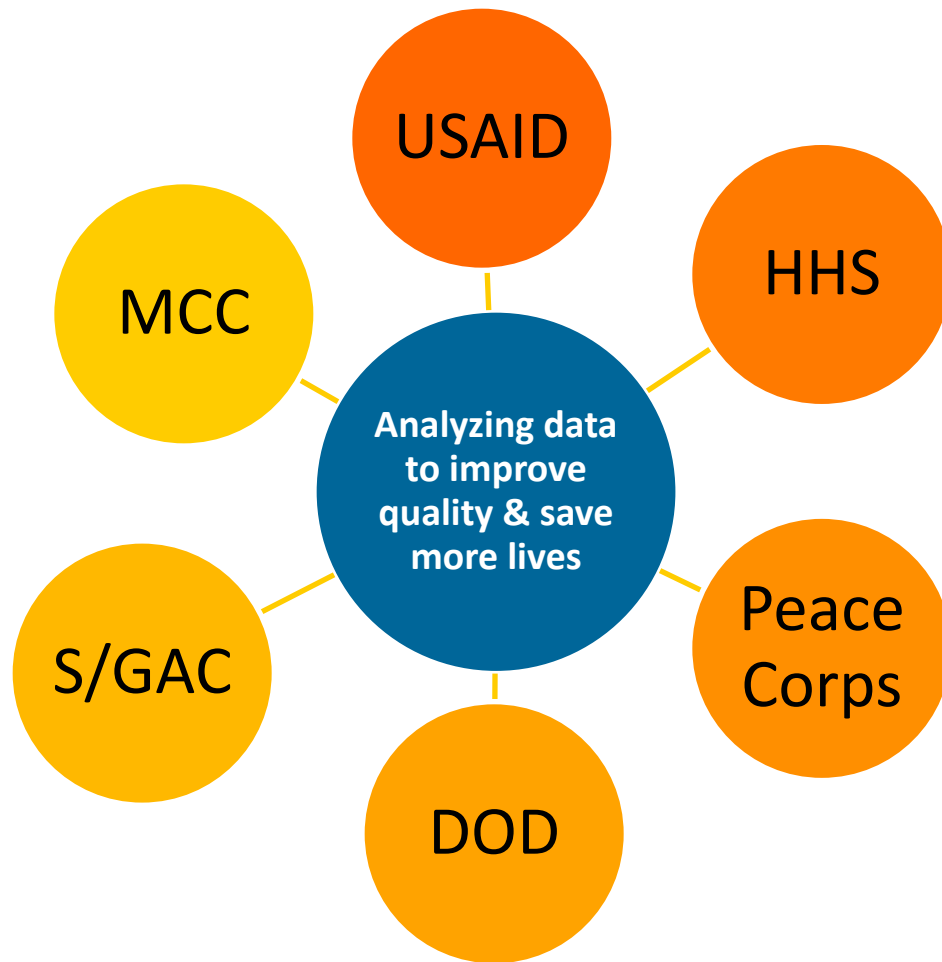 USAID
HHS
MCC
Analyzing data
to improve
quality & save
more lives
Peace
Corps
S/GAC
DOD